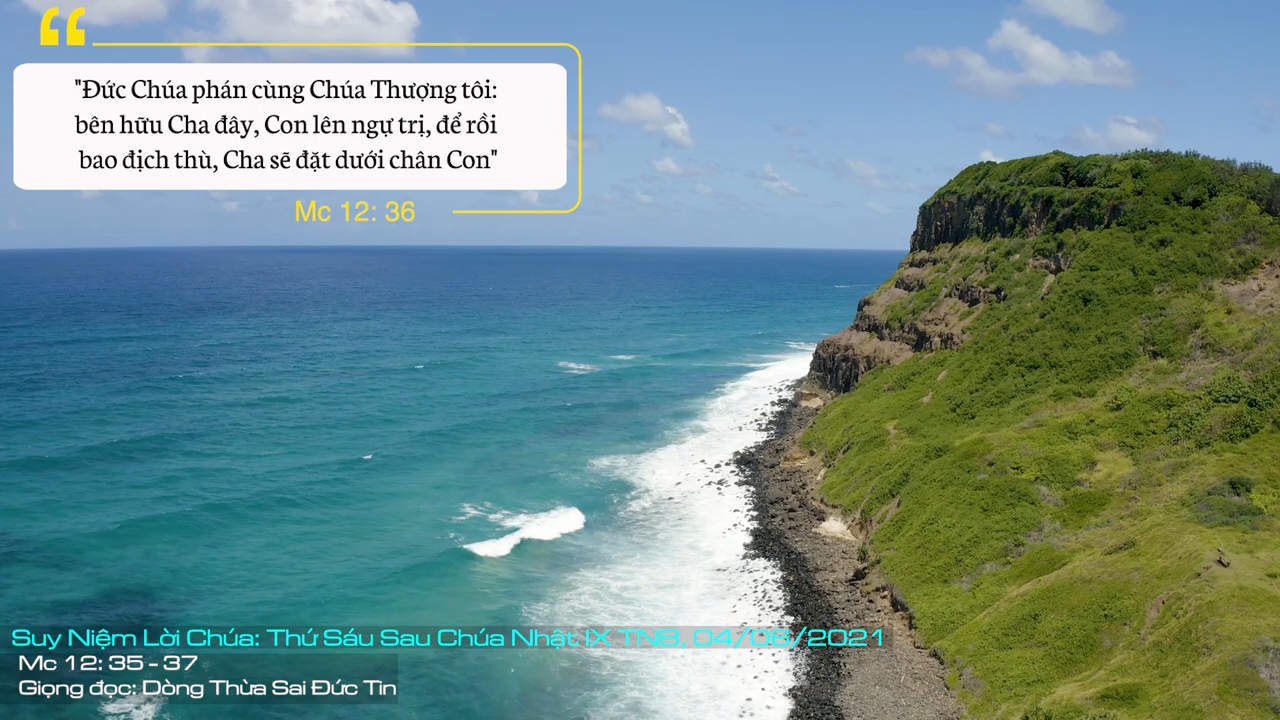 "Đức Chúa phán cùng Chúa Thượng tôi:
bên hữu Cha đây, Con lên ngự trị, để rồi
bao địch thù, Cha sẽ đặt dưới chân Con"
Mc 12: 36
Suy Niệm Lời Chúa: Thứ Sáu Sau Chúa Nhật IX TNB, 04/06/2021
Mc 12: 35 - 37
Giọng đọc: Dòng Thừa Sai Đức Tin